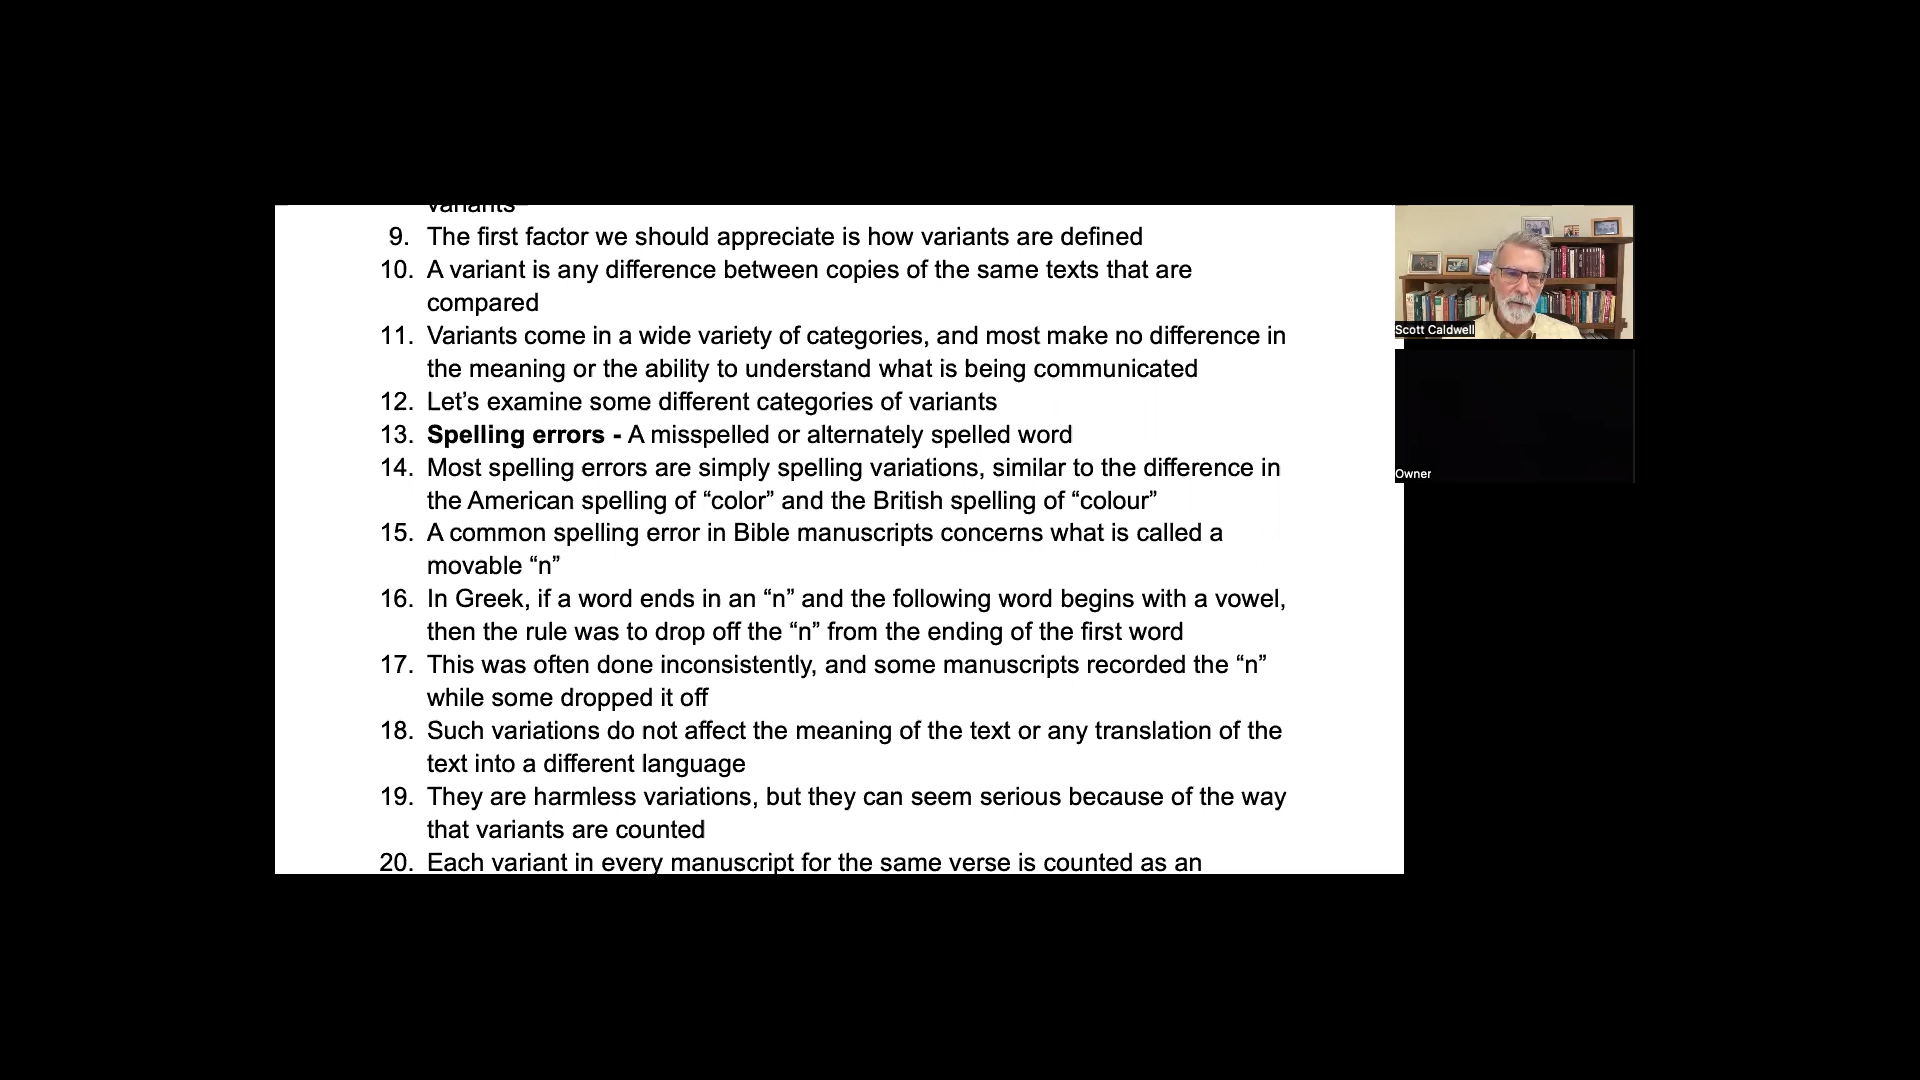 variants
9. The first factor we should appreciate is how variants are defined
10. A variant is any difference between copies of the same texts that are
compared
11. Variants come in a wide variety of categories, and most make no difference in
the meaning or the ability to understand what is being communicated
12. Let’s examine some different categories of variants
13. Spelling errors - A misspelled or alternately spelled word
14. Most spelling errors are simply spelling variations, similar to the difference in
the American spelling of “color” and the British spelling of “colour”
15. A common spelling error in Bible manuscripts concerns what is called a
movable “n”
16. In Greek, if a word ends in an “n” and the following word begins with a vowel,
then the rule was to drop off the “n” from the ending of the first word
17. This was often done inconsistently, and some manuscripts recorded the “n”
while some dropped it off
18. Such variations do not affect the meaning of the text or any translation of the
text into a different language
19. They are harmless variations, but they can seem serious because of the way
that variants are counted
20. Each variant in every manuscript for the same verse is counted as an
Scott Caldwell
Owner